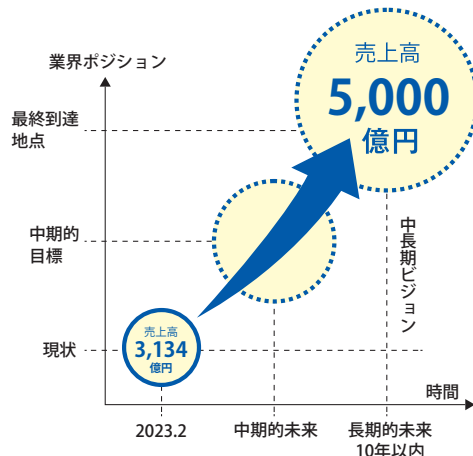 業界ポジション
売上高
5,000
億円
最終到達
地点
中期的
目標
中長期ビジョン
現状
売上高
3,134
億円
時間
2023.2
中期的未来
長期的未来
10年以内